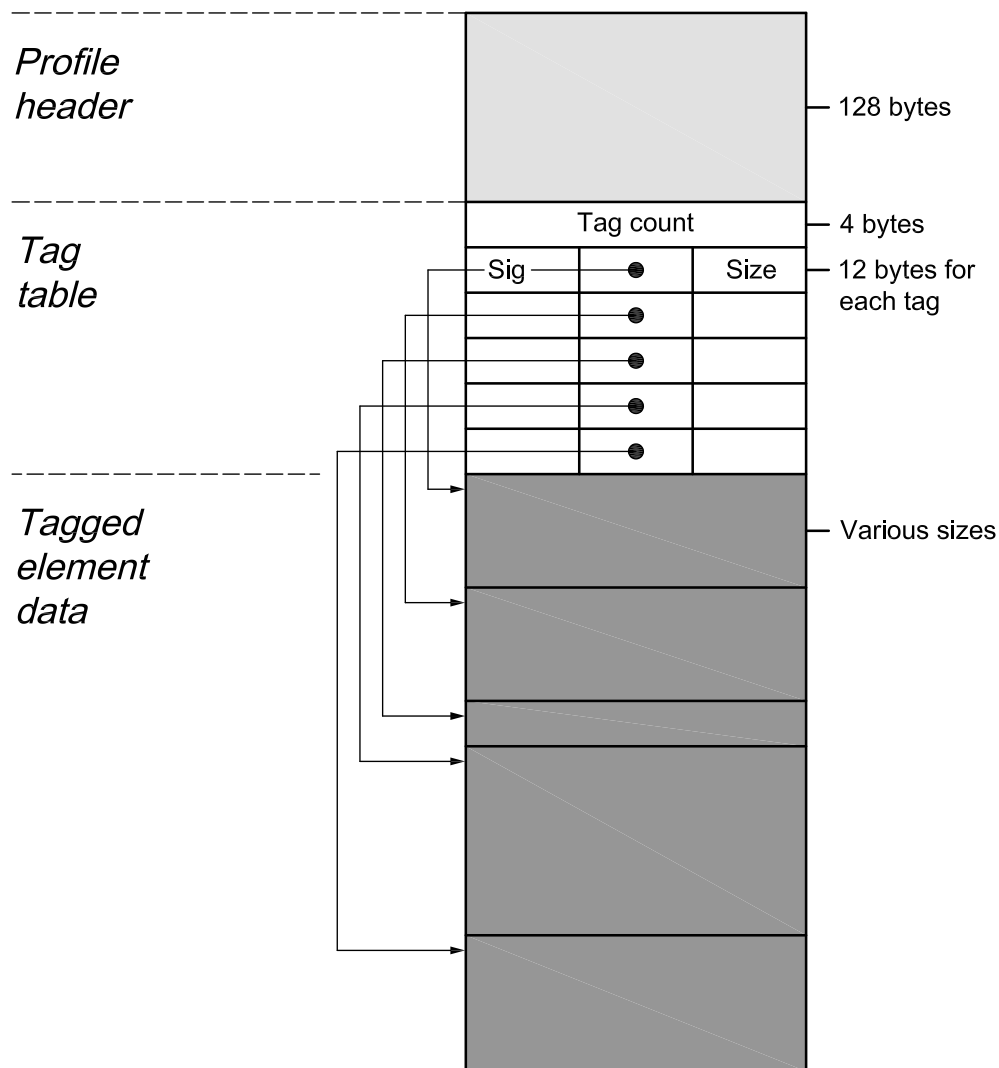 Profile
header
128 bytes
Tag count
4 bytes
Tag
table
Sig
Size
12 bytes for
each tag
Tagged
element
data
Various sizes